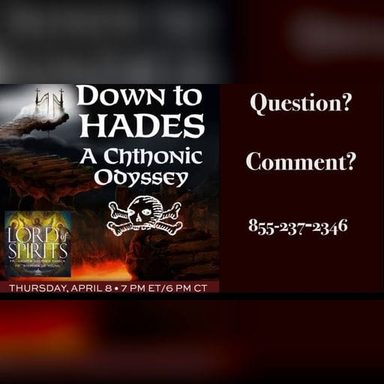 DOWN TO
HADES
A CHTHONIC
ODYSSEY
LORD of
SPIRITS
THURSDAY, APRIL 8 • 7 PM ET/6 PM CT
Question?
Comment?
855-237-2346